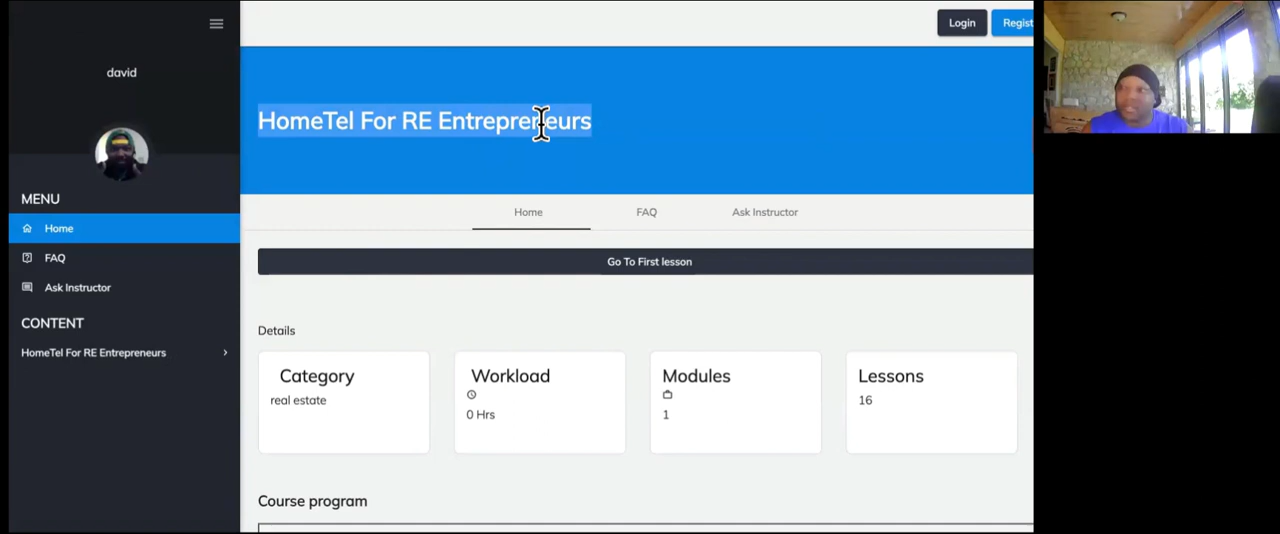 Login
Regist
david
HomeTel For RE Entrepreneurs
MENU
Home
FAQ
Ask Instructor
CONTENT
HomeTel For RE Entrepreneurs
Home
FAQ
Ask Instructor
Go To First lesson
Details
Category
real estate
Workload
0 Hrs
Modules
1
Lessons
16
Course program